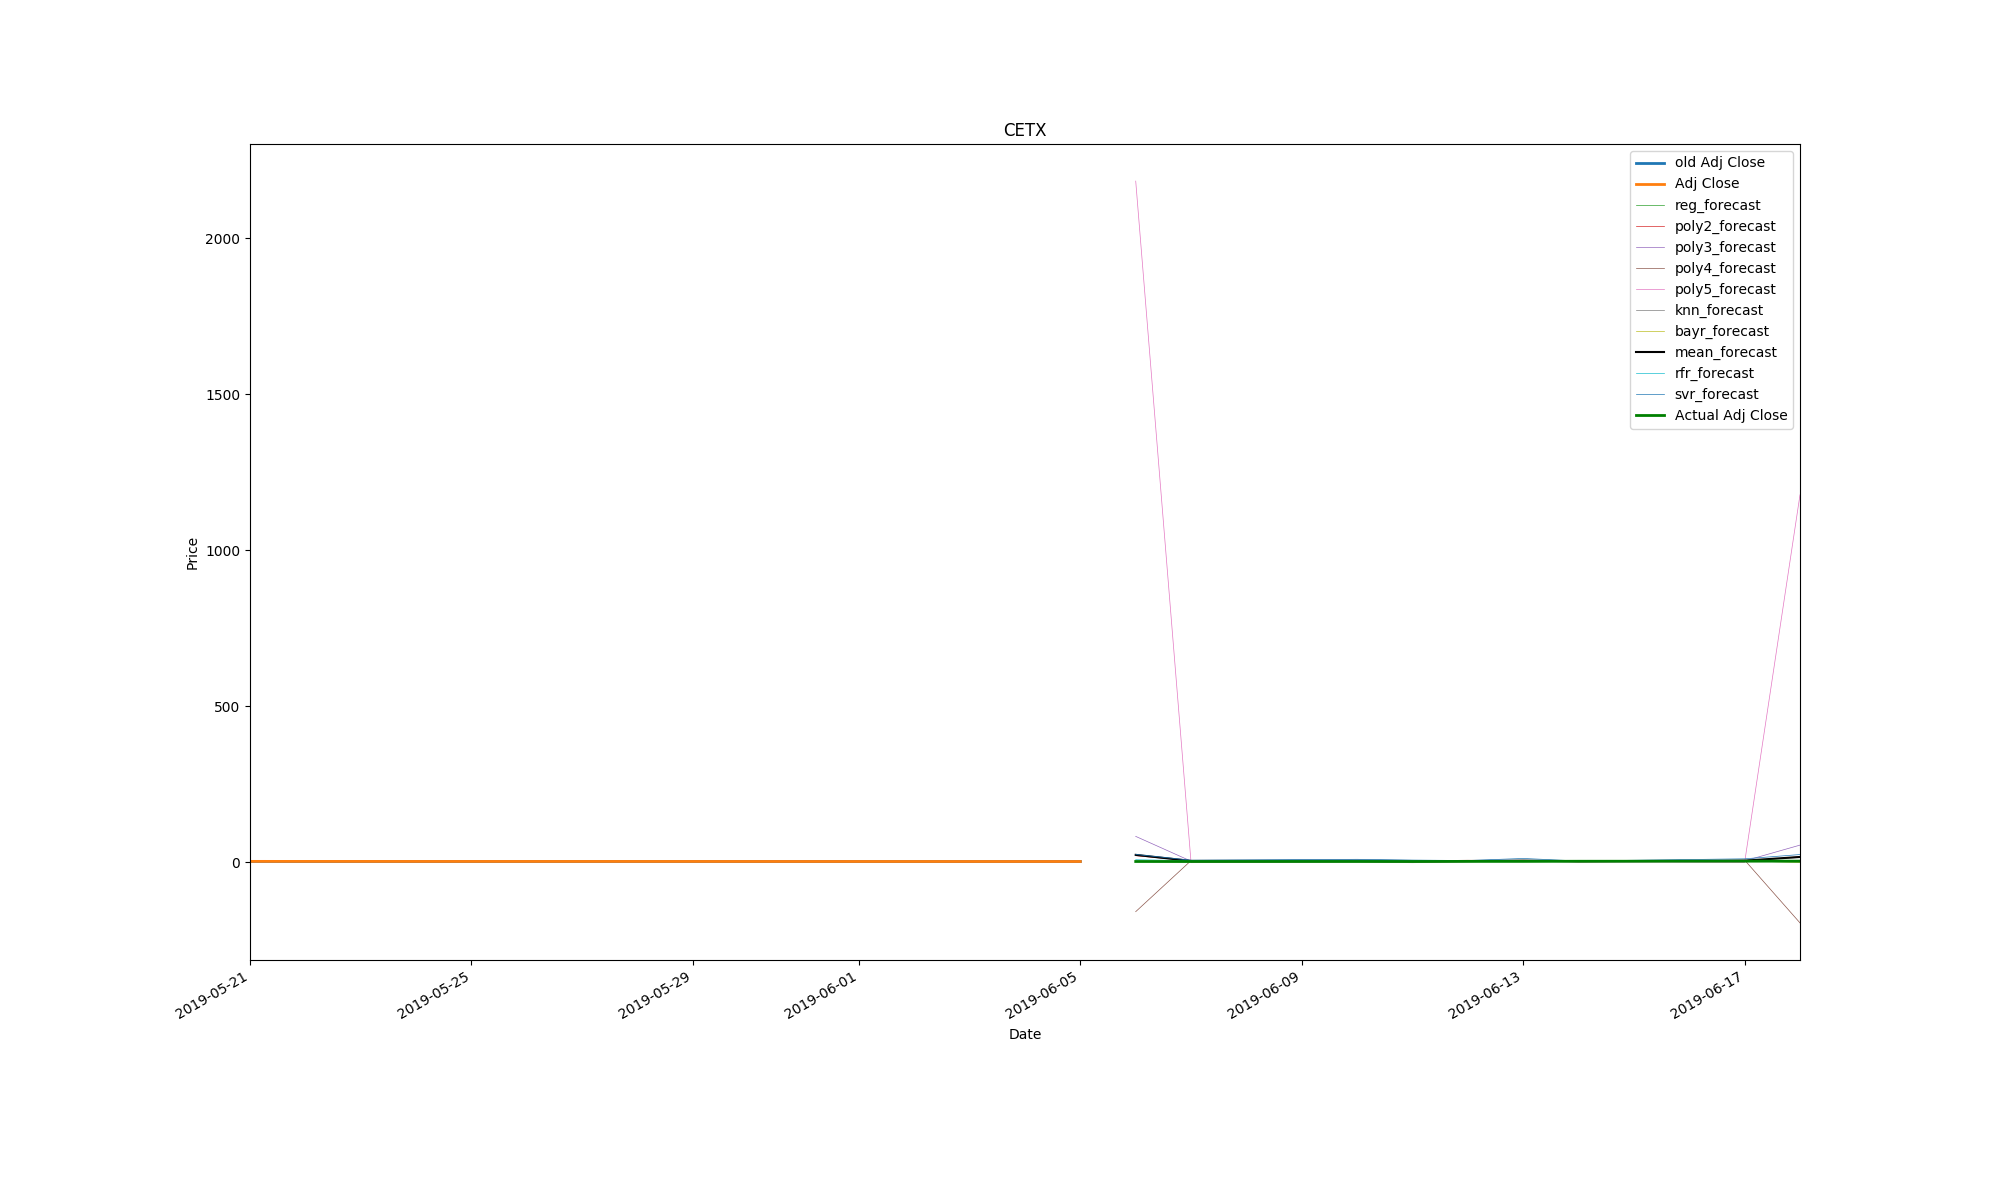 CETX
old Adj Close
Adj Close
reg_forecast
poly2_forecast
poly3_forecast
poly4_forecast
poly5_forecast
knn_forecast
bayr_forecast
mean_forecast
rfr_forecast
svr_forecast
Actual Adj Close
2000
1500
1000
500
0
Price
2019-05-21
2019-05-25
2019-05-29
2019-06-01
2019-06-05
2019-06-09
2019-06-13
2019-06-17
Date